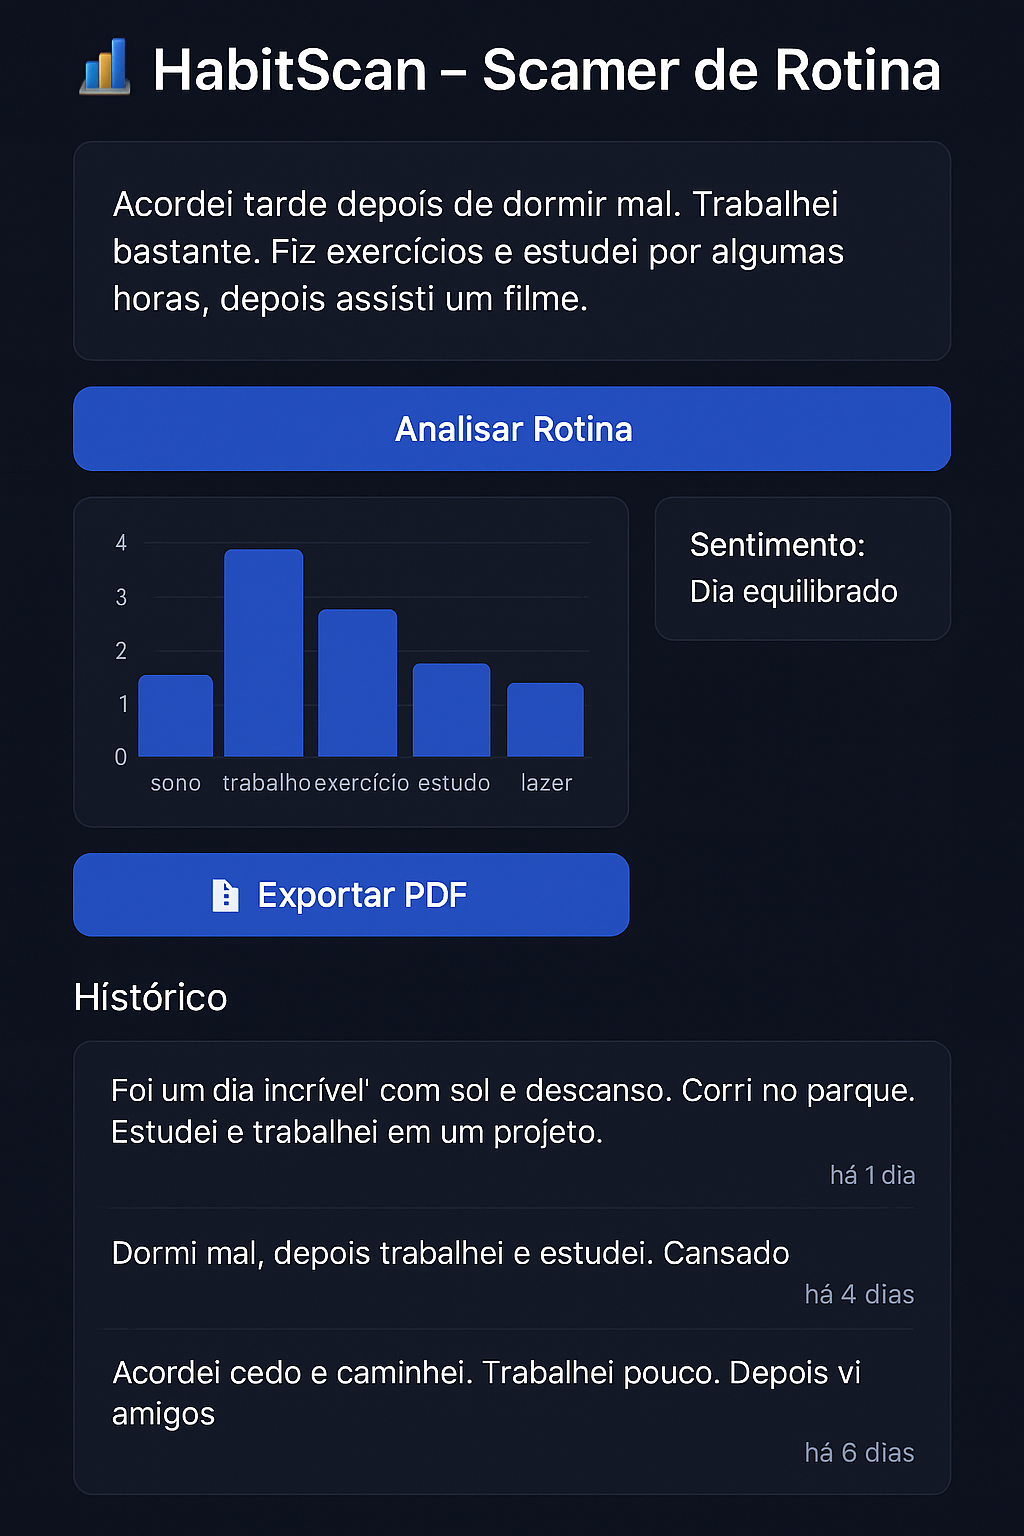 HabitScan – Scamer de Rotina
Acordei tarde depoís de dormir mal. Trabalhei
bastante. Fiz exercícios e estudei por algumas
horas, depois assísti um filme.
Analisar Rotina
4
3
2
1
0
sono trabalho exercícío estudo lazer
Sentimento:
Dia equilibrado
Exportar PDF
Hístórico
Foi um dia incrível' com sol e descanso. Corri no parque.
Estudei e trabalhei em um projeto.
há 1 dia
Dormi mal, depois trabalhei e estudei. Cansado
há 4 dias
Acordei cedo e caminhei. Trabalhei pouco. Depois vi
amigos
há 6 dias